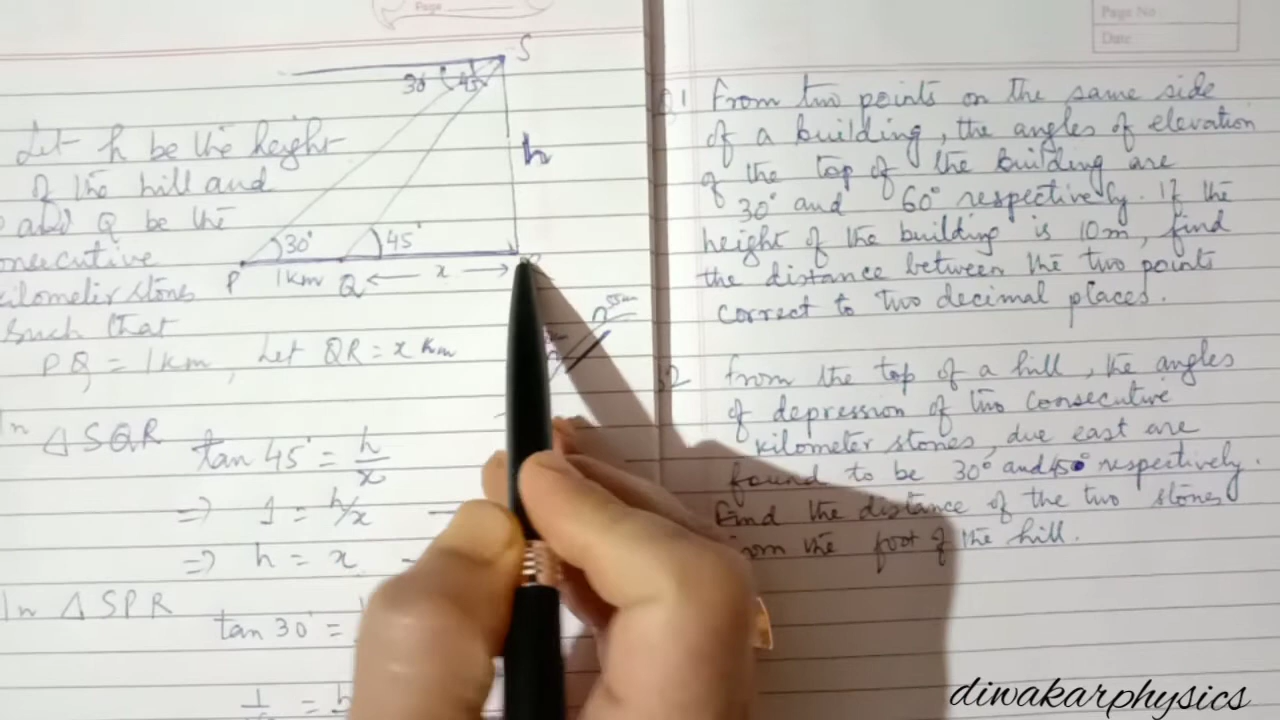 Page
S
30° 45°
h
30° 45°
P 1km Q x
Let h be the height
of the hill and
and Q be the
onsecutive
kilometer stones
such that
PQ = 1km, Let QR = x km
In △ SQR tan 45° = h/x
=> 1 = h/x
=> h = x
In △ SPR
tan 30° =
Page No
Date
Q1 From two points on the same side
of a building, the angles of elevation
of the top of the building are
30° and 60° respectively. If the
height of the building is 10m, find
the distance between the two points
correct to two decimal places.
From the top of a hill, the angles
of depression of two consecutive
kilometer stones, due east are
found to be 30° and 45° respectively.
Find the distance of the two stones
from the foot of the hill.
diwakarphysics